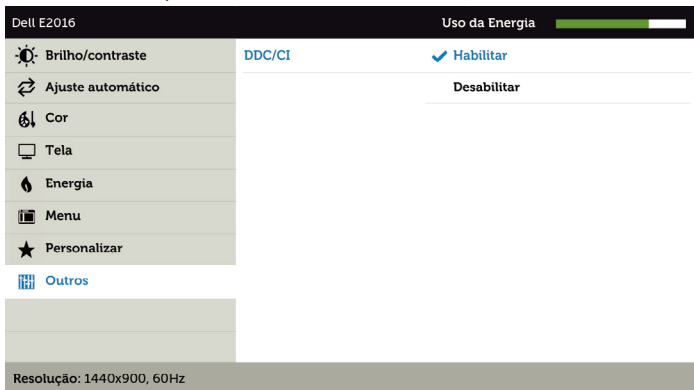 Dell E2016 Uso da Energia
Brilho/contraste DDC/CI Habilitar
Ajuste automático Desabilitar
Cor
Tela
Energia
Menu
Personalizar
Outros
Resolução: 1440x900, 60Hz